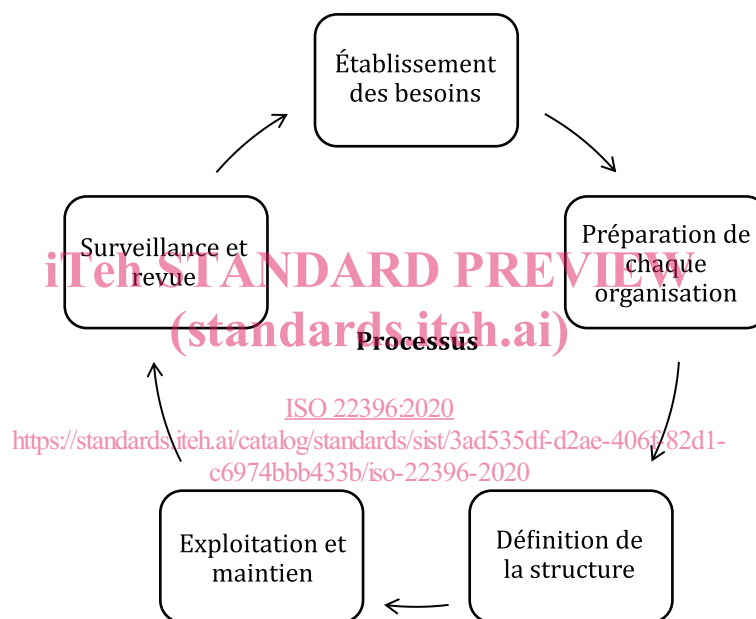 Établissement
des besoins
Préparation de
chaque
organisation
Surveillance et
revue
iTeh STANDARD PREVIEW
(standards.iteh.ai)
Processus
ISO 22396:2020
https://standards.iteh.ai/catalog/standards/sist/3ad535df-d2ae-406f-82d1-
c6974bbb433b/iso-22396-2020
Définition de
la structure
Exploitation et
maintien